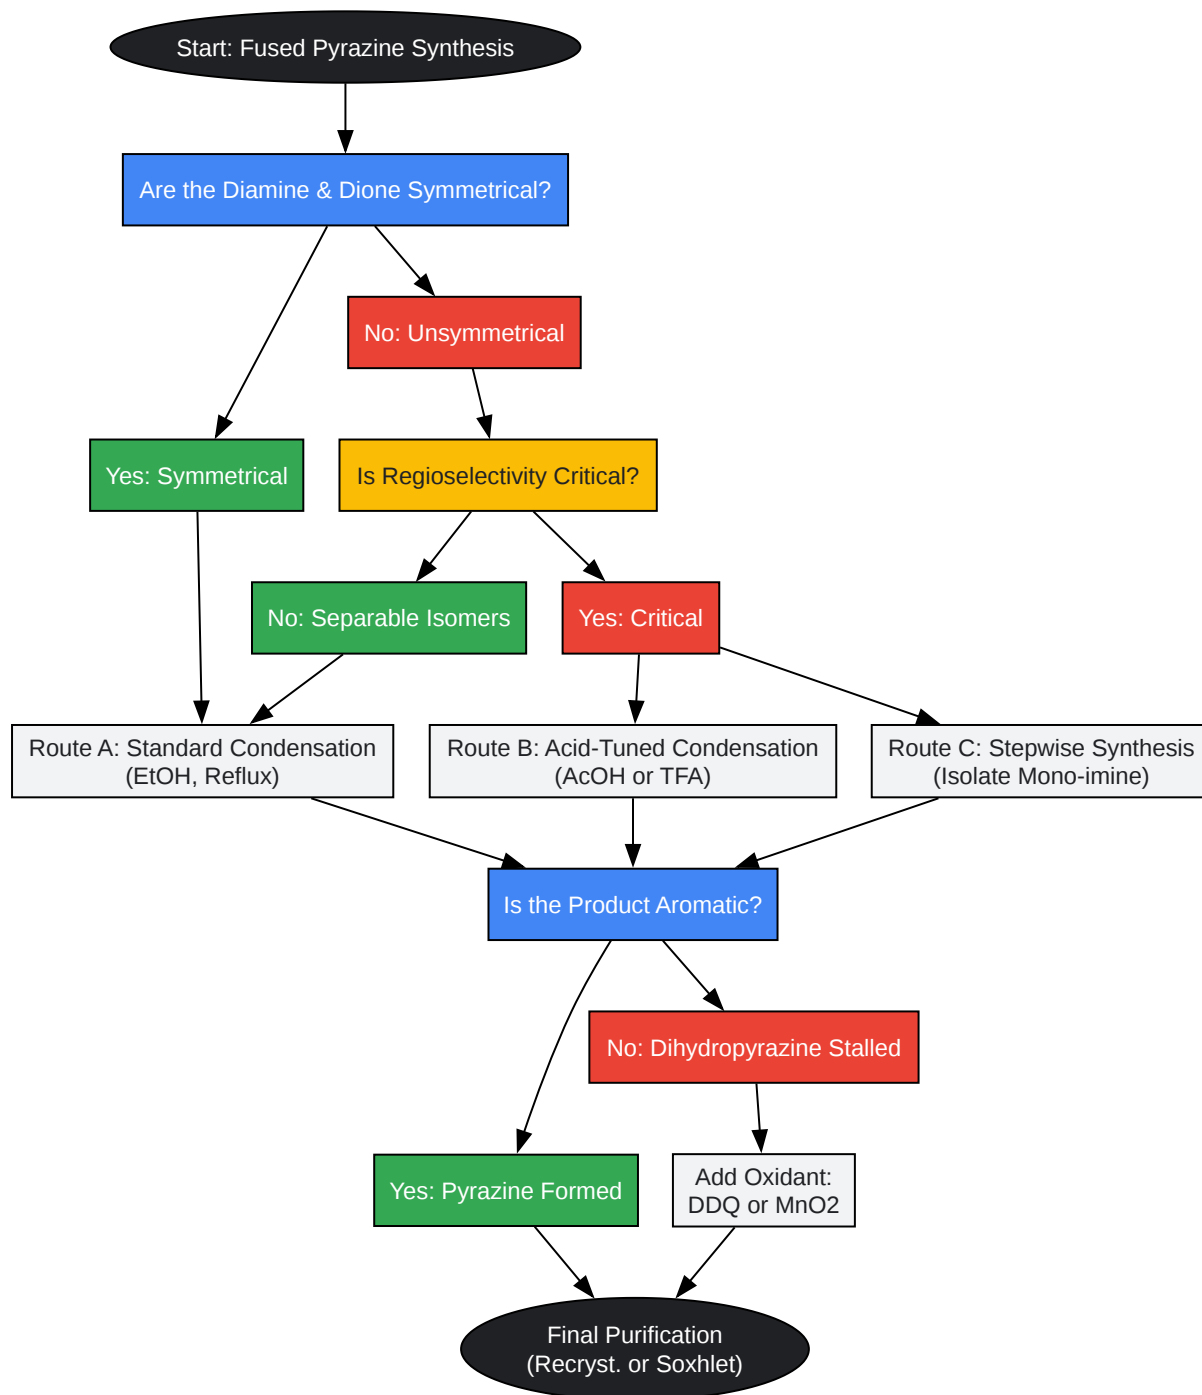 Start: Fused Pyrazine Synthesis
Are the Diamine & Dione Symmetrical?
No: Unsymmetrical
Yes: Symmetrical
Is Regioselectivity Critical?
No: Separable Isomers
Yes: Critical
Route A: Standard Condensation
(EtOH, Reflux)
Route B: Acid-Tuned Condensation
(AcOH or TFA)
Route C: Stepwise Synthesis
(Isolate Mono-imine)
Is the Product Aromatic?
No: Dihydropyrazine Stalled
Yes: Pyrazine Formed
Add Oxidant:
DDQ or MnO2
Final Purification
(Recryst. or Soxhlet)